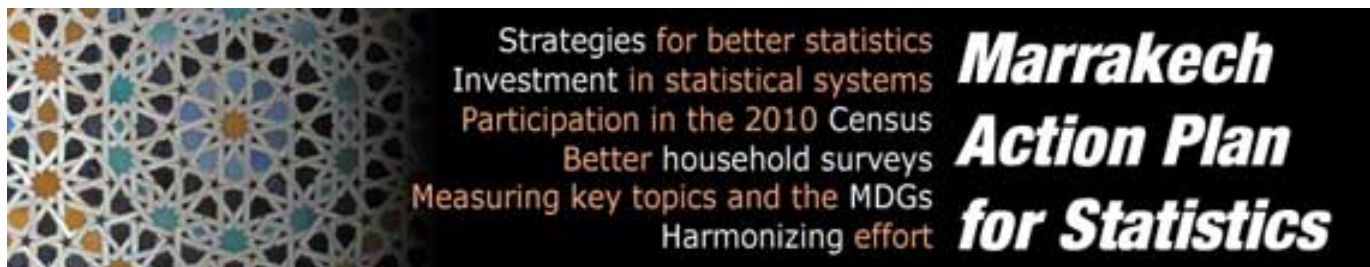 Strategies for better statistics
Investment in statistical systems
Participation in the 2010 Census
Better household surveys
Measuring key topics and the MDGs
Harmonizing effort
Marrakech
Action Plan
for Statistics